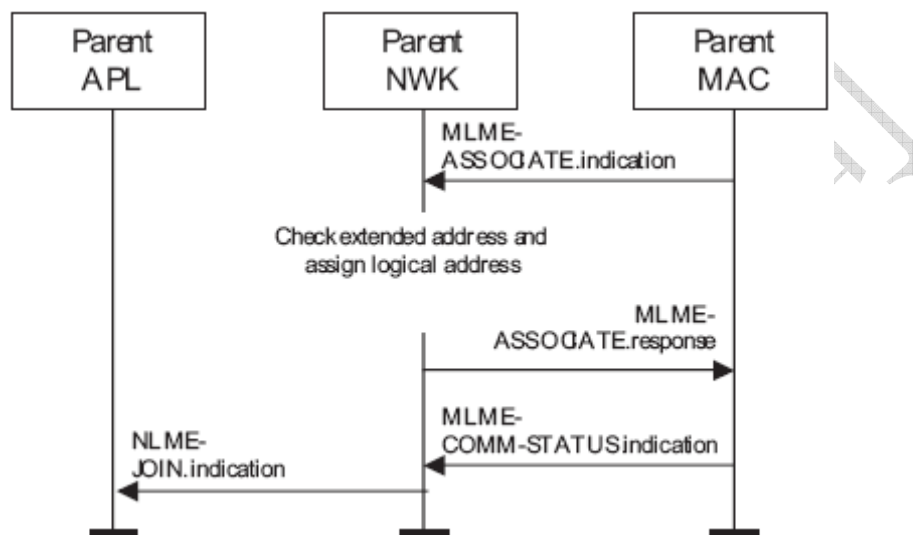 Parent
APL
Parent
NWK
Parent
MAC
MLME-
ASSOCIATE.indication
Check extended address and
assign logical address
MLME-
ASSOCIATE.response
MLME-
COMM-STATUS.indication
NLME-
JOIN.indication